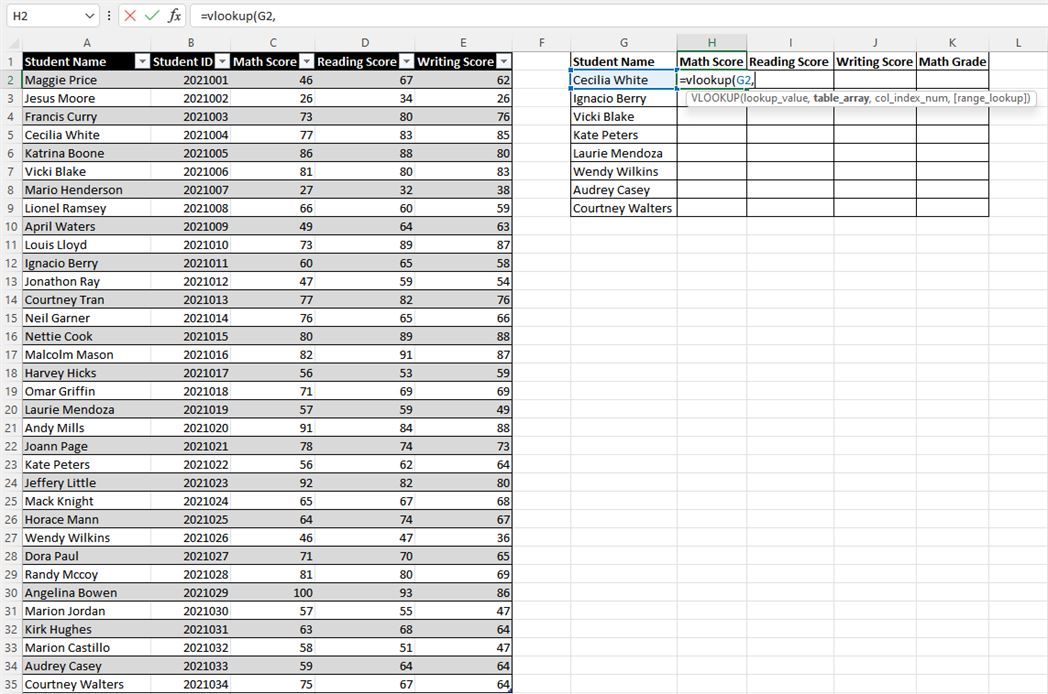 H2 fx =vlookup(G2,
A B C D E F G H I J K L
1 Student Name Student ID Math Score Reading Score Writing Score Student Name Math Score Reading Score Writing Score Math Grade
2 Maggie Price 2021001 46 67 62 Cecilia White =vlookup(G2,
3 Jesus Moore 2021002 26 34 26 Ignacio Berry VLOOKUP(lookup_value, table_array, col_index_num, [range_lookup])
4 Francis Curry 2021003 73 80 76 Vicki Blake
5 Cecilia White 2021004 77 83 85 Kate Peters
6 Katrina Boone 2021005 86 88 80 Laurie Mendoza
7 Vicki Blake 2021006 81 80 83 Wendy Wilkins
8 Mario Henderson 2021007 27 32 38 Audrey Casey
9 Lionel Ramsey 2021008 66 60 59 Courtney Walters
10 April Waters 2021009 49 64 63
11 Louis Lloyd 2021010 73 89 87
12 Ignacio Berry 2021011 60 65 58
13 Jonathon Ray 2021012 47 59 54
14 Courtney Tran 2021013 77 82 76
15 Neil Garner 2021014 76 65 66
16 Nettie Cook 2021015 80 89 88
17 Malcolm Mason 2021016 82 91 87
18 Harvey Hicks 2021017 56 53 59
19 Omar Griffin 2021018 71 69 69
20 Laurie Mendoza 2021019 57 59 49
21 Andy Mills 2021020 91 84 88
22 Joann Page 2021021 78 74 73
23 Kate Peters 2021022 56 62 64
24 Jeffery Little 2021023 92 82 80
25 Mack Knight 2021024 65 67 68
26 Horace Mann 2021025 64 74 67
27 Wendy Wilkins 2021026 46 47 36
28 Dora Paul 2021027 71 70 65
29 Randy Mccoy 2021028 81 80 69
30 Angelina Bowen 2021029 100 93 86
31 Marion Jordan 2021030 57 55 47
32 Kirk Hughes 2021031 63 68 64
33 Marion Castillo 2021032 58 51 47
34 Audrey Casey 2021033 59 64 64
35 Courtney Walters 2021034 75 67 64